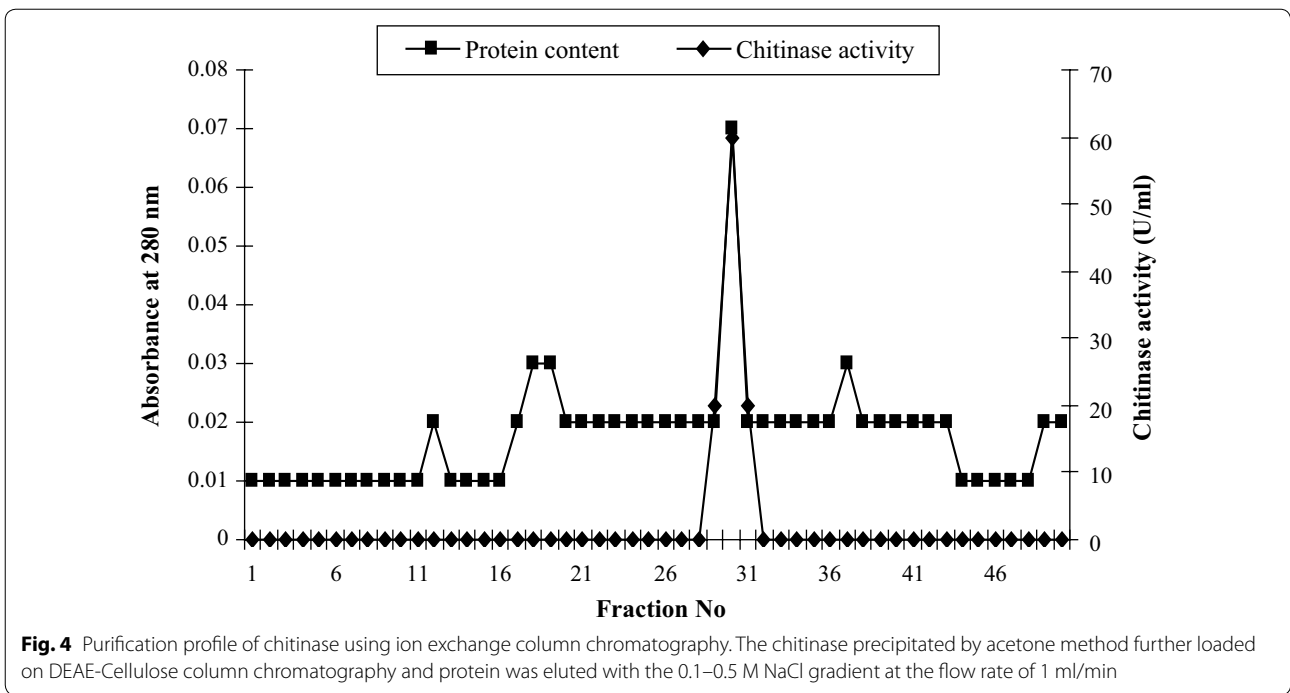 Protein content Chitinase activity
0.08
0.07
0.06
0.05
0.04
0.03
0.02
0.01
0
Absorbance at 280 nm
70
60
50
40
30
20
10
0
Chitinase activity (U/ml)
1 6 11 16 21 26 31 36 41 46
Fraction No
Fig. 4 Purification profile of chitinase using ion exchange column chromatography. The chitinase precipitated by acetone method further loaded
on DEAE-Cellulose column chromatography and protein was eluted with the 0.1–0.5 M NaCl gradient at the flow rate of 1 ml/min